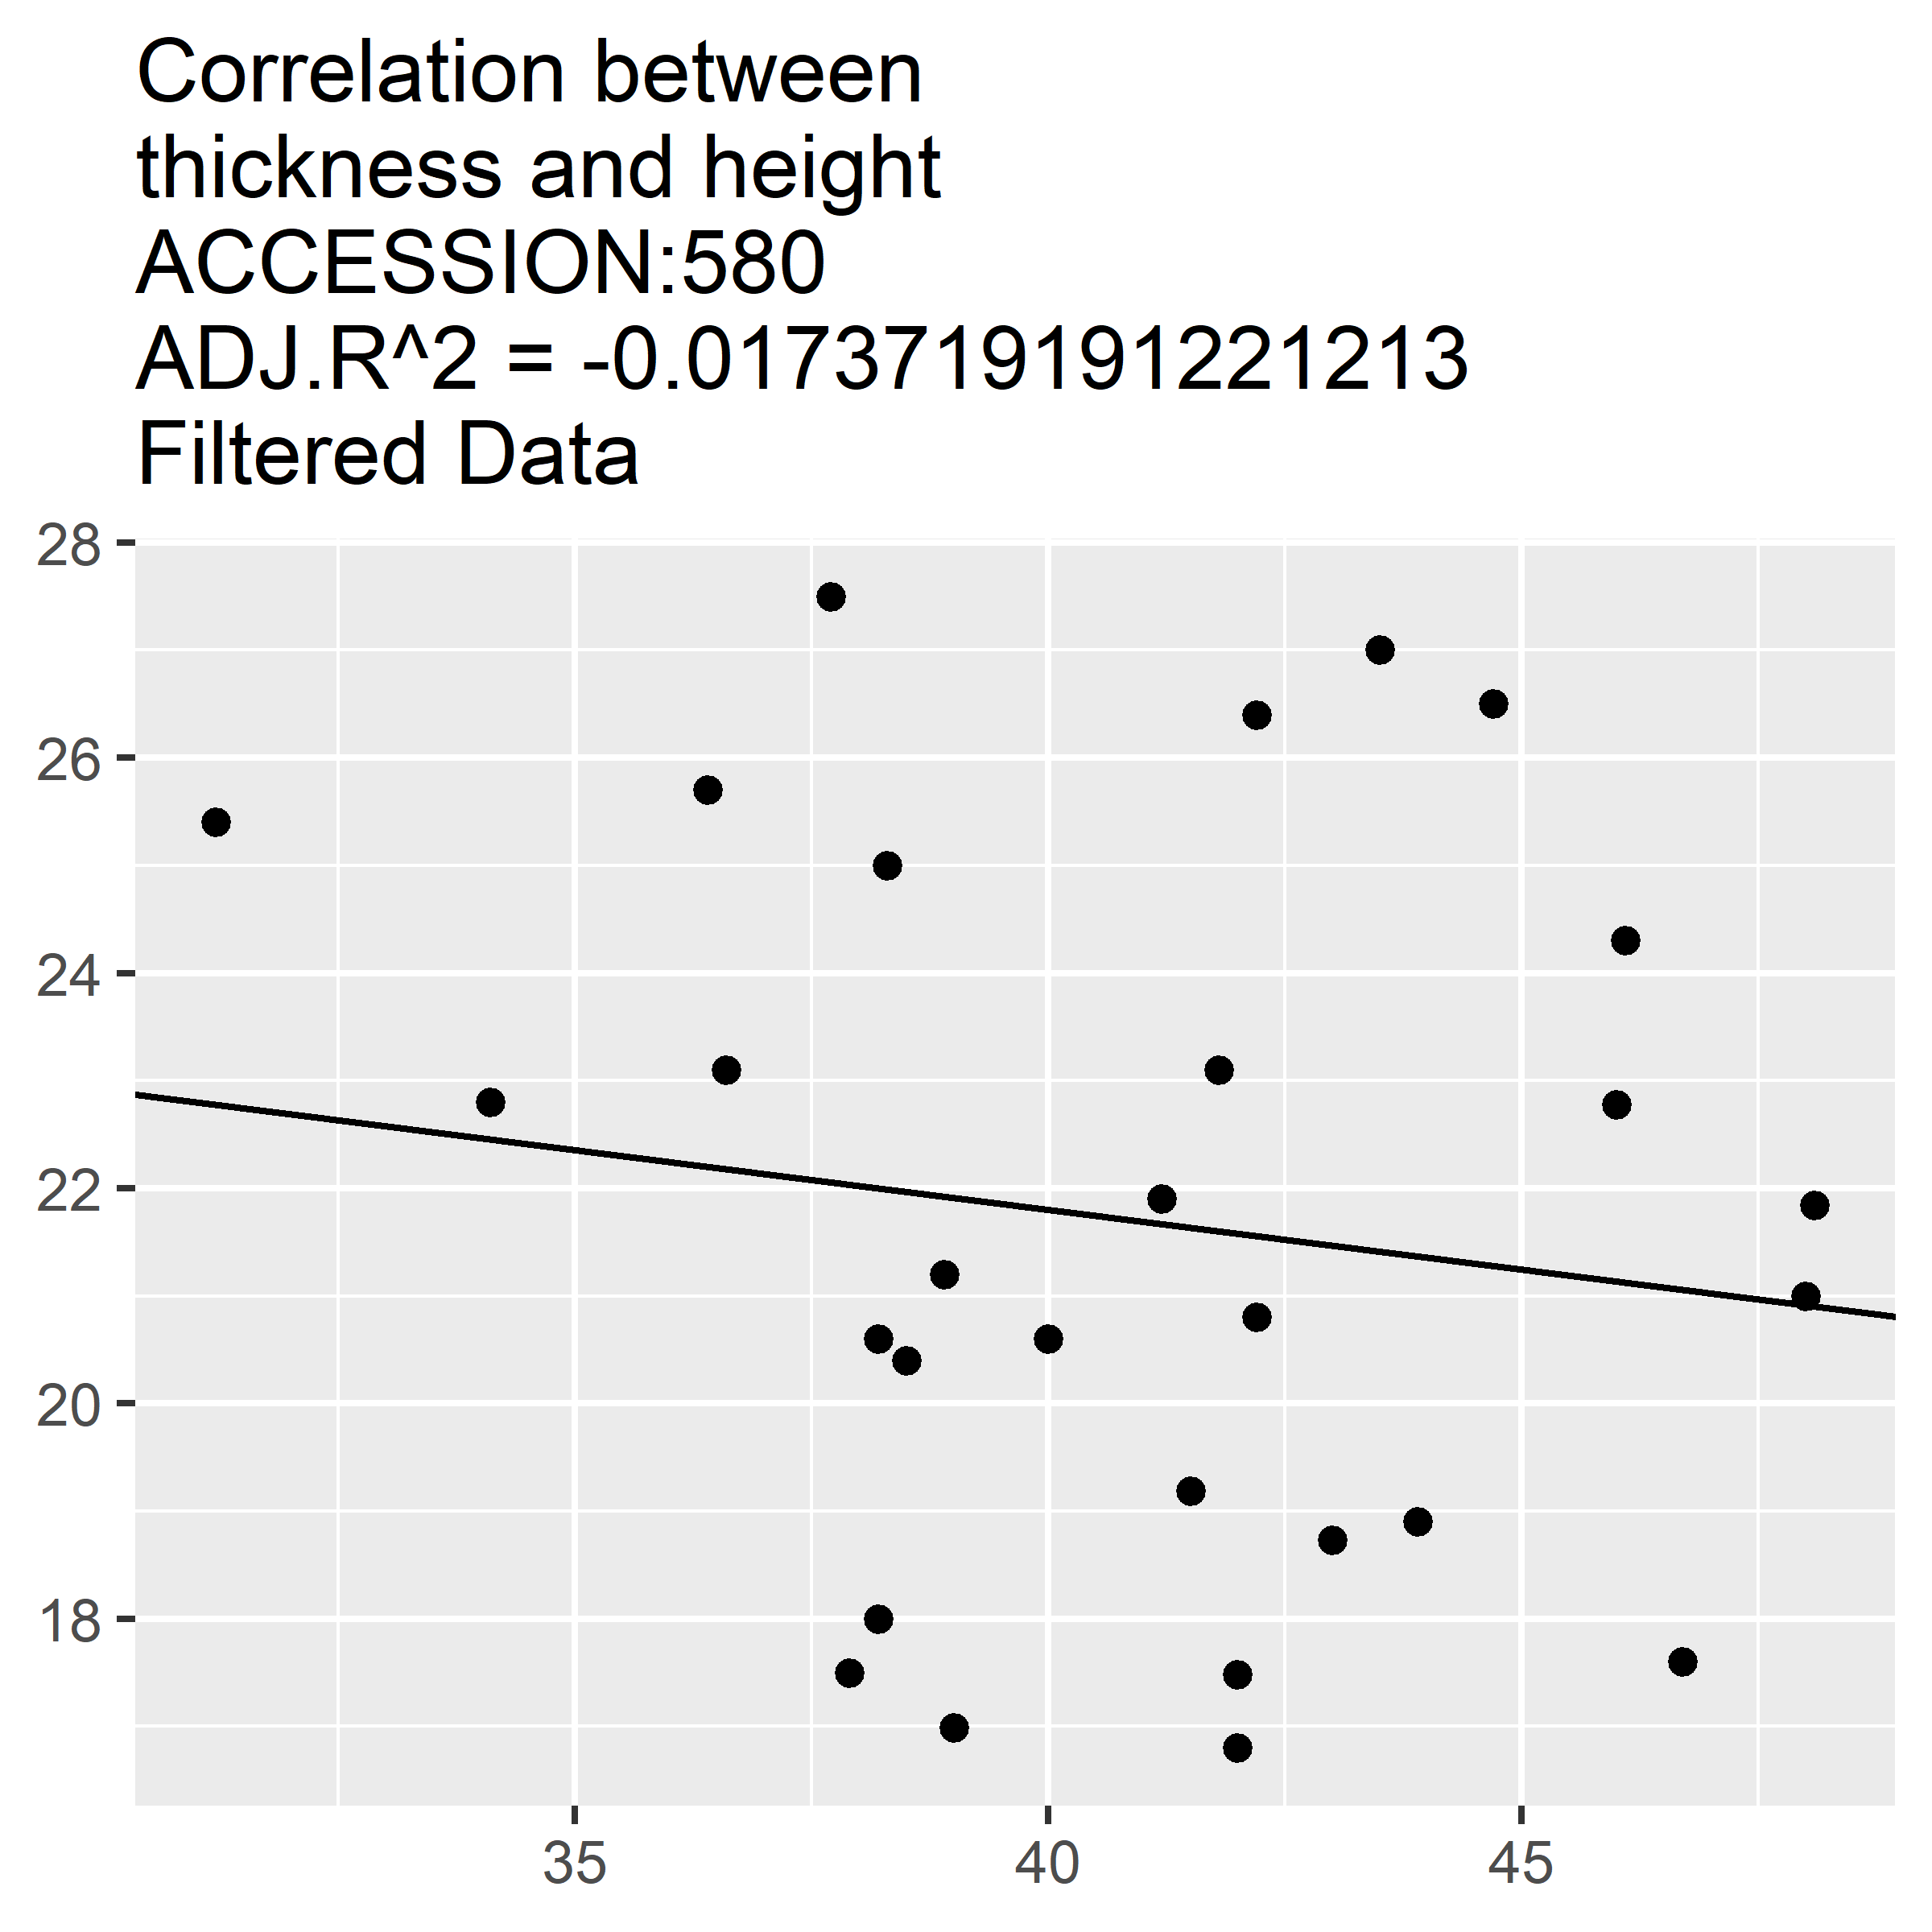 Correlation between
thickness and height
ACCESSION:580
ADJ.R^2 = -0.0173719191221213
Filtered Data
28
26
24
22
20
18
35
40
45